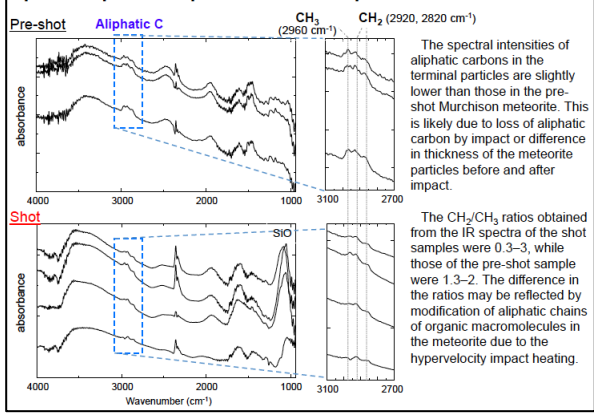 Pre-shot
Aliphatic C
CH3
(2960 cm-1)
CH2 (2920, 2820 cm-1)
absorbance
3100
2700
The spectral intensities of
aliphatic carbons in the
terminal particles are slightly
lower than those in the pre-
shot Murchison meteorite. This
is likely due to loss of aliphatic
carbon by impact or difference
in thickness of the meteorite
particles before and after
impact.
4000
3000
2000
1000
Shot
SiO
absorbance
4000
3000
2000
1000
Wavenumber (cm-1)
3100
2700
The CH2/CH3 ratios obtained
from the IR spectra of the shot
samples were 0.3–3, while
those of the pre-shot sample
were 1.3–2. The difference in
the ratios may be reflected by
modification of aliphatic chains
of organic macromolecules in
the meteorite due to the
hypervelocity impact heating.